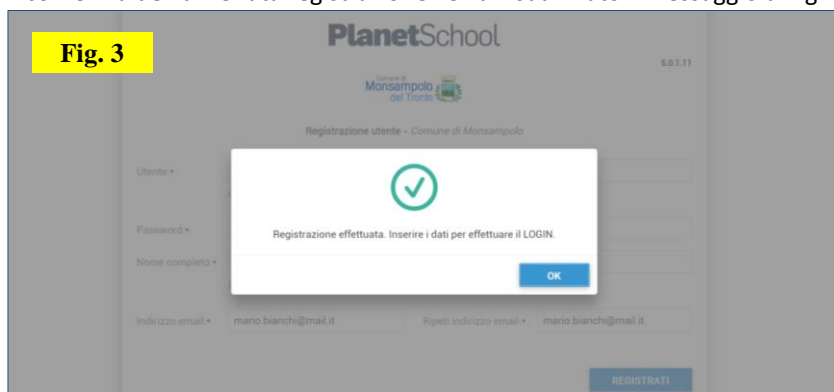 Fig. 3
PlanetSchool
5.0.1.11
Comune di
Monsampolo
del Tronto
Registrazione utente - Comune di Monsampolo
Utente:•
Password:•
Registrazione effettuata. Inserire i dati per effettuare il LOGIN.
Nome completo:•
OK
Indirizzo email:• mario.bianchi@mail.it Ripeti indirizzo email:• mario.bianchi@mail.it
REGISTRATI